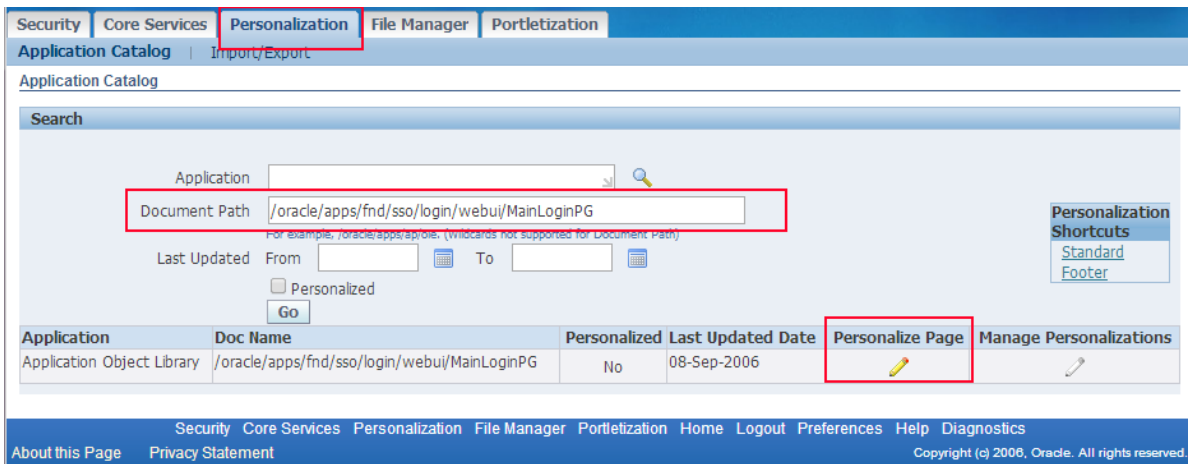 Security Core Services Personalization File Manager Portletization
Application Catalog | Import/Export
Application Catalog
Search
Application
Document Path /oracle/apps/fnd/sso/login/webui/MainLoginPG
For example, /oracle/apps/ap/oie. (Wildcards not supported for Document Path)
Last Updated From To
Personalized
Go
Personalization
Shortcuts
Standard
Footer
Application Doc Name Personalized Last Updated Date Personalize Page Manage Personalizations
Application Object Library /oracle/apps/fnd/sso/login/webui/MainLoginPG No 08-Sep-2006
Security Core Services Personalization File Manager Portletization Home Logout Preferences Help Diagnostics
About this Page Privacy Statement Copyright (c) 2006, Oracle. All rights reserved.